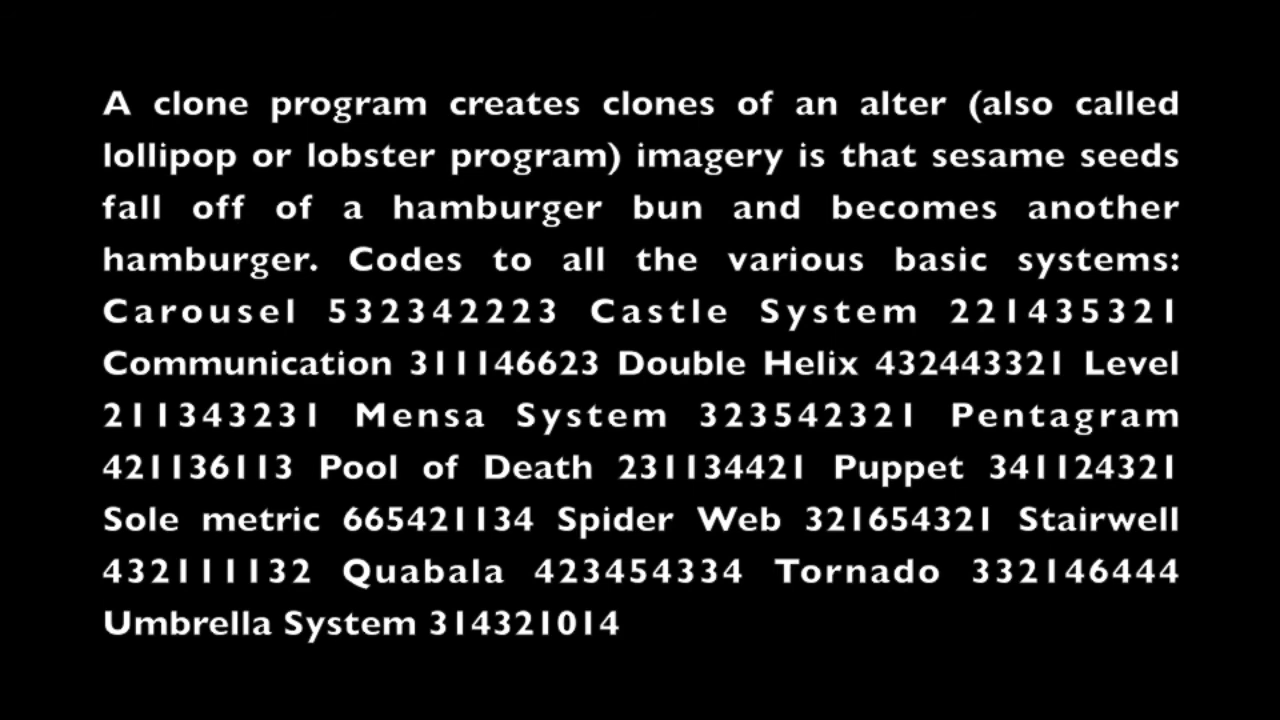 A clone program creates clones of an alter (also called
lollipop or lobster program) imagery is that sesame seeds
fall off of a hamburger bun and becomes another
hamburger. Codes to all the various basic systems:
Carousel 532342223 Castle System 221435321
Communication 311146623 Double Helix 432443321 Level
211343231 Mensa System 323542321 Pentagram
421136113 Pool of Death 231134421 Puppet 341124321
Sole metric 665421134 Spider Web 321654321 Stairwell
432111132 Quabala 423454334 Tornado 332146444
Umbrella System 314321014